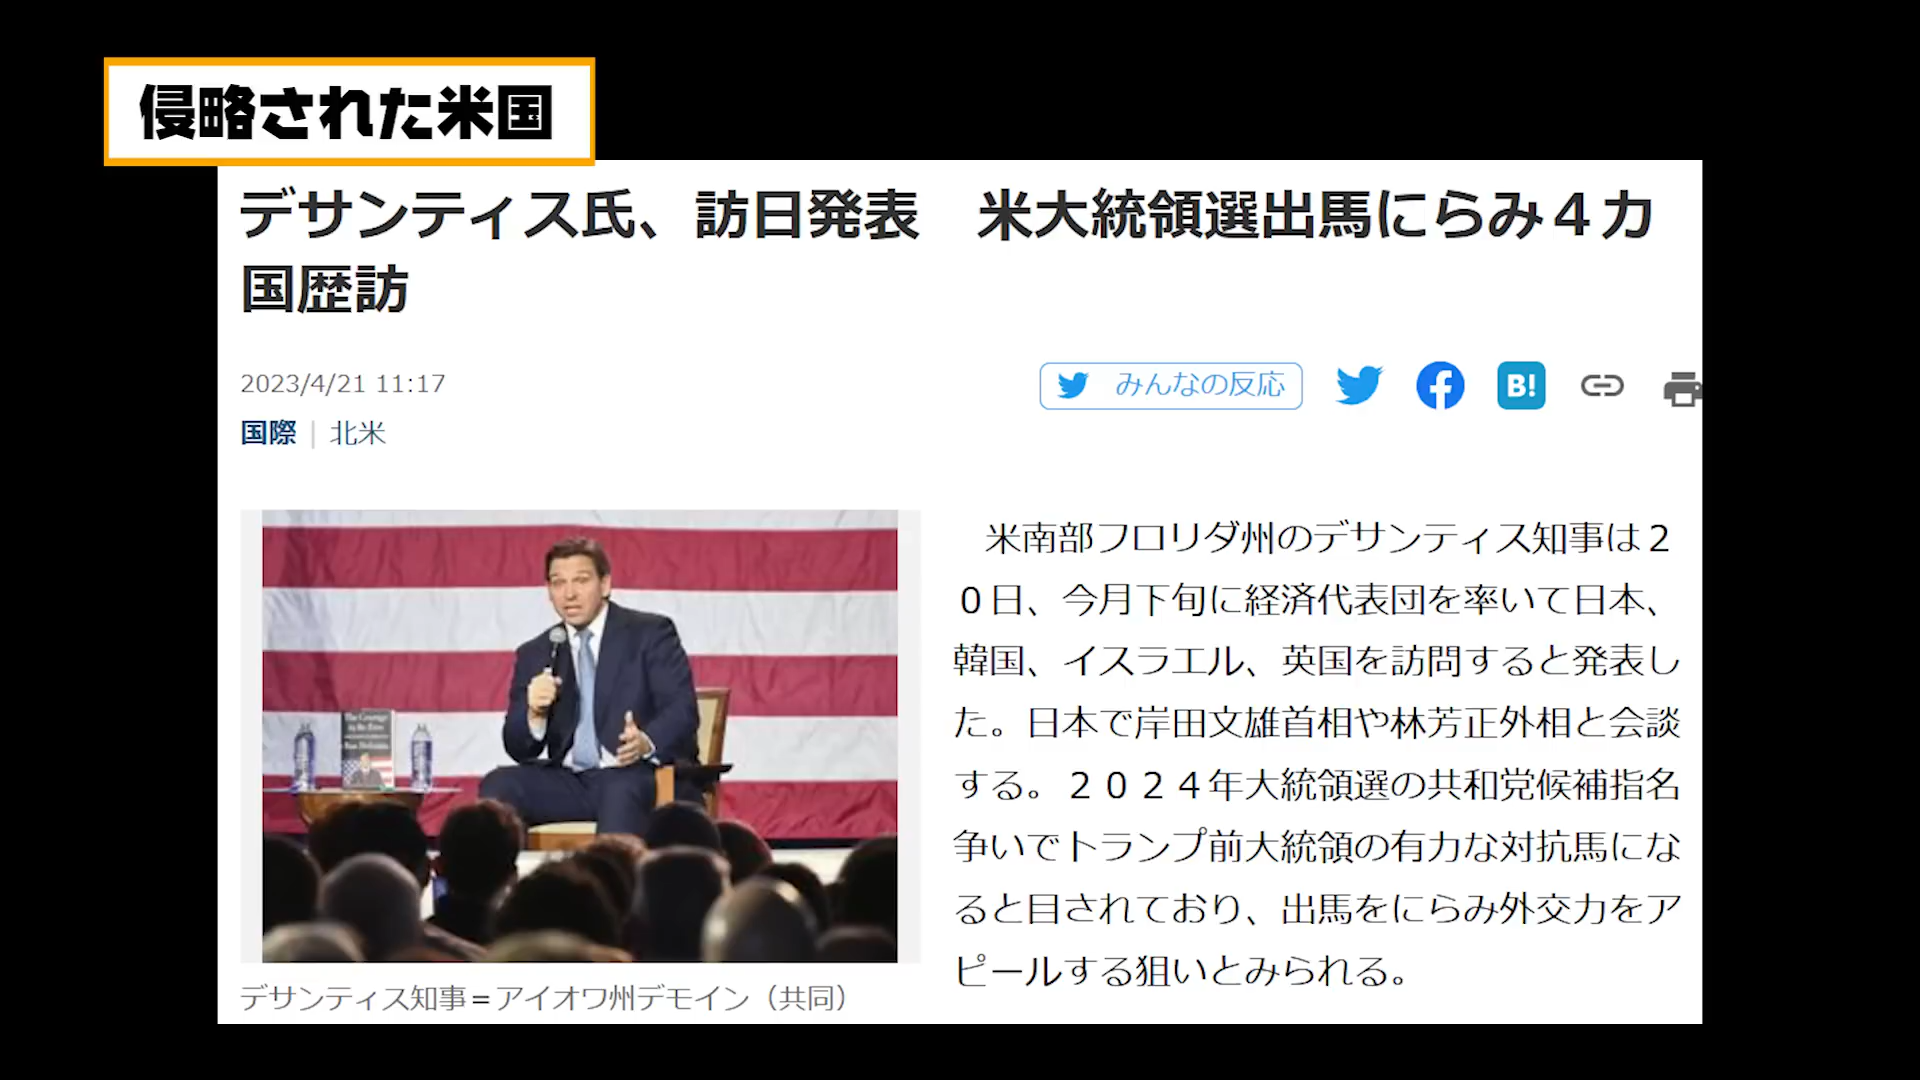 侵略された米国
デサンティス氏、訪日発表　米大統領選出馬にらみ４カ
国歴訪
2023/4/21 11:17
みんなの反応
B!
国際｜北米
米南部フロリダ州のデサンティス知事は２
０日、今月下旬に経済代表団を率いて日本、
韓国、イスラエル、英国を訪問すると発表し
た。日本で岸田文雄首相や林芳正外相と会談
する。２０２４年大統領選の共和党候補指名
争いでトランプ前大統領の有力な対抗馬にな
ると目されており、出馬をにらみ外交力をア
ピールする狙いとみられる。
デサンティス知事＝アイオワ州デモイン（共同）